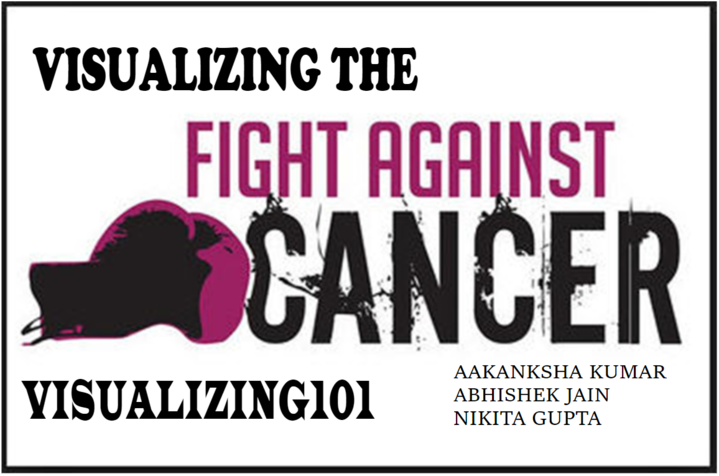 VISUALIZING THE
FIGHT AGAINST
CANCER
VISUALIZING101
AAKANKSHA KUMAR
ABHISHEK JAIN
NIKITA GUPTA